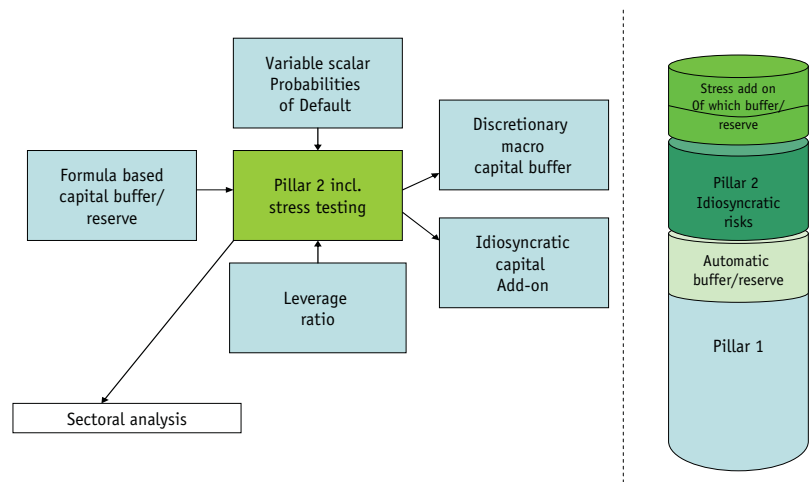 Variable scalar
Probabilities
of Default
Formula based
capital buffer/
reserve
Pillar 2 incl.
stress testing
Discretionary
macro
capital buffer
Idiosyncratic
capital
Add-on
Leverage
ratio
Sectoral analysis
Stress add on
Of which buffer/
reserve
Pillar 2
Idiosyncratic
risks
Automatic
buffer/reserve
Pillar 1